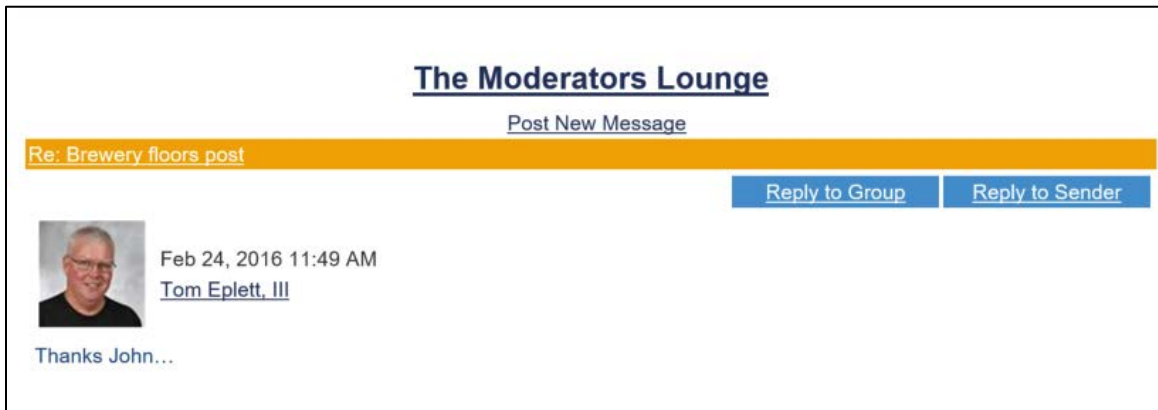 The Moderators Lounge
Post New Message
Re: Brewery floors post
Reply to Group Reply to Sender
Feb 24, 2016 11:49 AM
Tom Eplett, III
Thanks John…